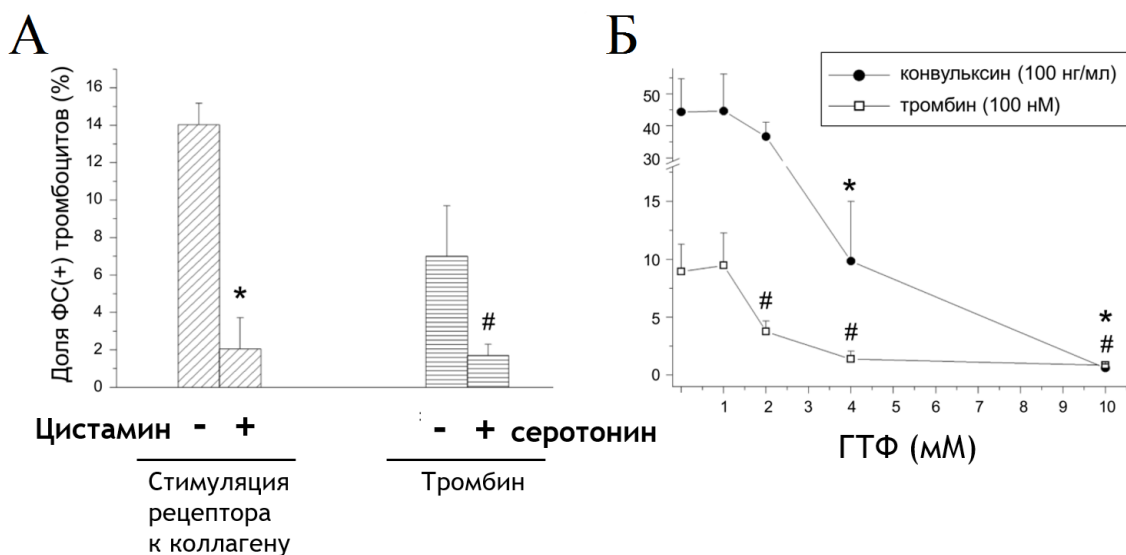 А
Доля ФС(+) тромбоцитов (%)
16
14
12
10
8
6
4
2
0
*
#
Цистамин - +
- + серотонин
Стимуляция
рецептора
к коллагену
Тромбин
Б
конвульксин (100 нг/мл)
тромбин (100 нМ)
50
40
30
15
10
5
0
*
#
#
*
#
1 2 3 4 5 6 7 8 9 10
ГТФ (мМ)